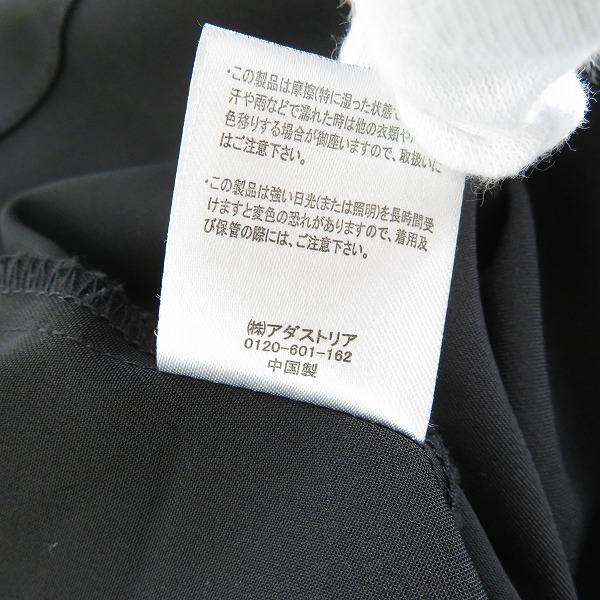 ・この製品は摩擦(特に湿った状態で
汗や雨などで濡れた時は他の衣類や
色移りする場合が御座いますので、取扱いに
はご注意下さい。
・この製品は強い日光(または照明)を長時間受
けますと変色の恐れがありますので、着用及
び保管の際には、ご注意下さい。
㈱アダストリア
0120-601-162
中国製